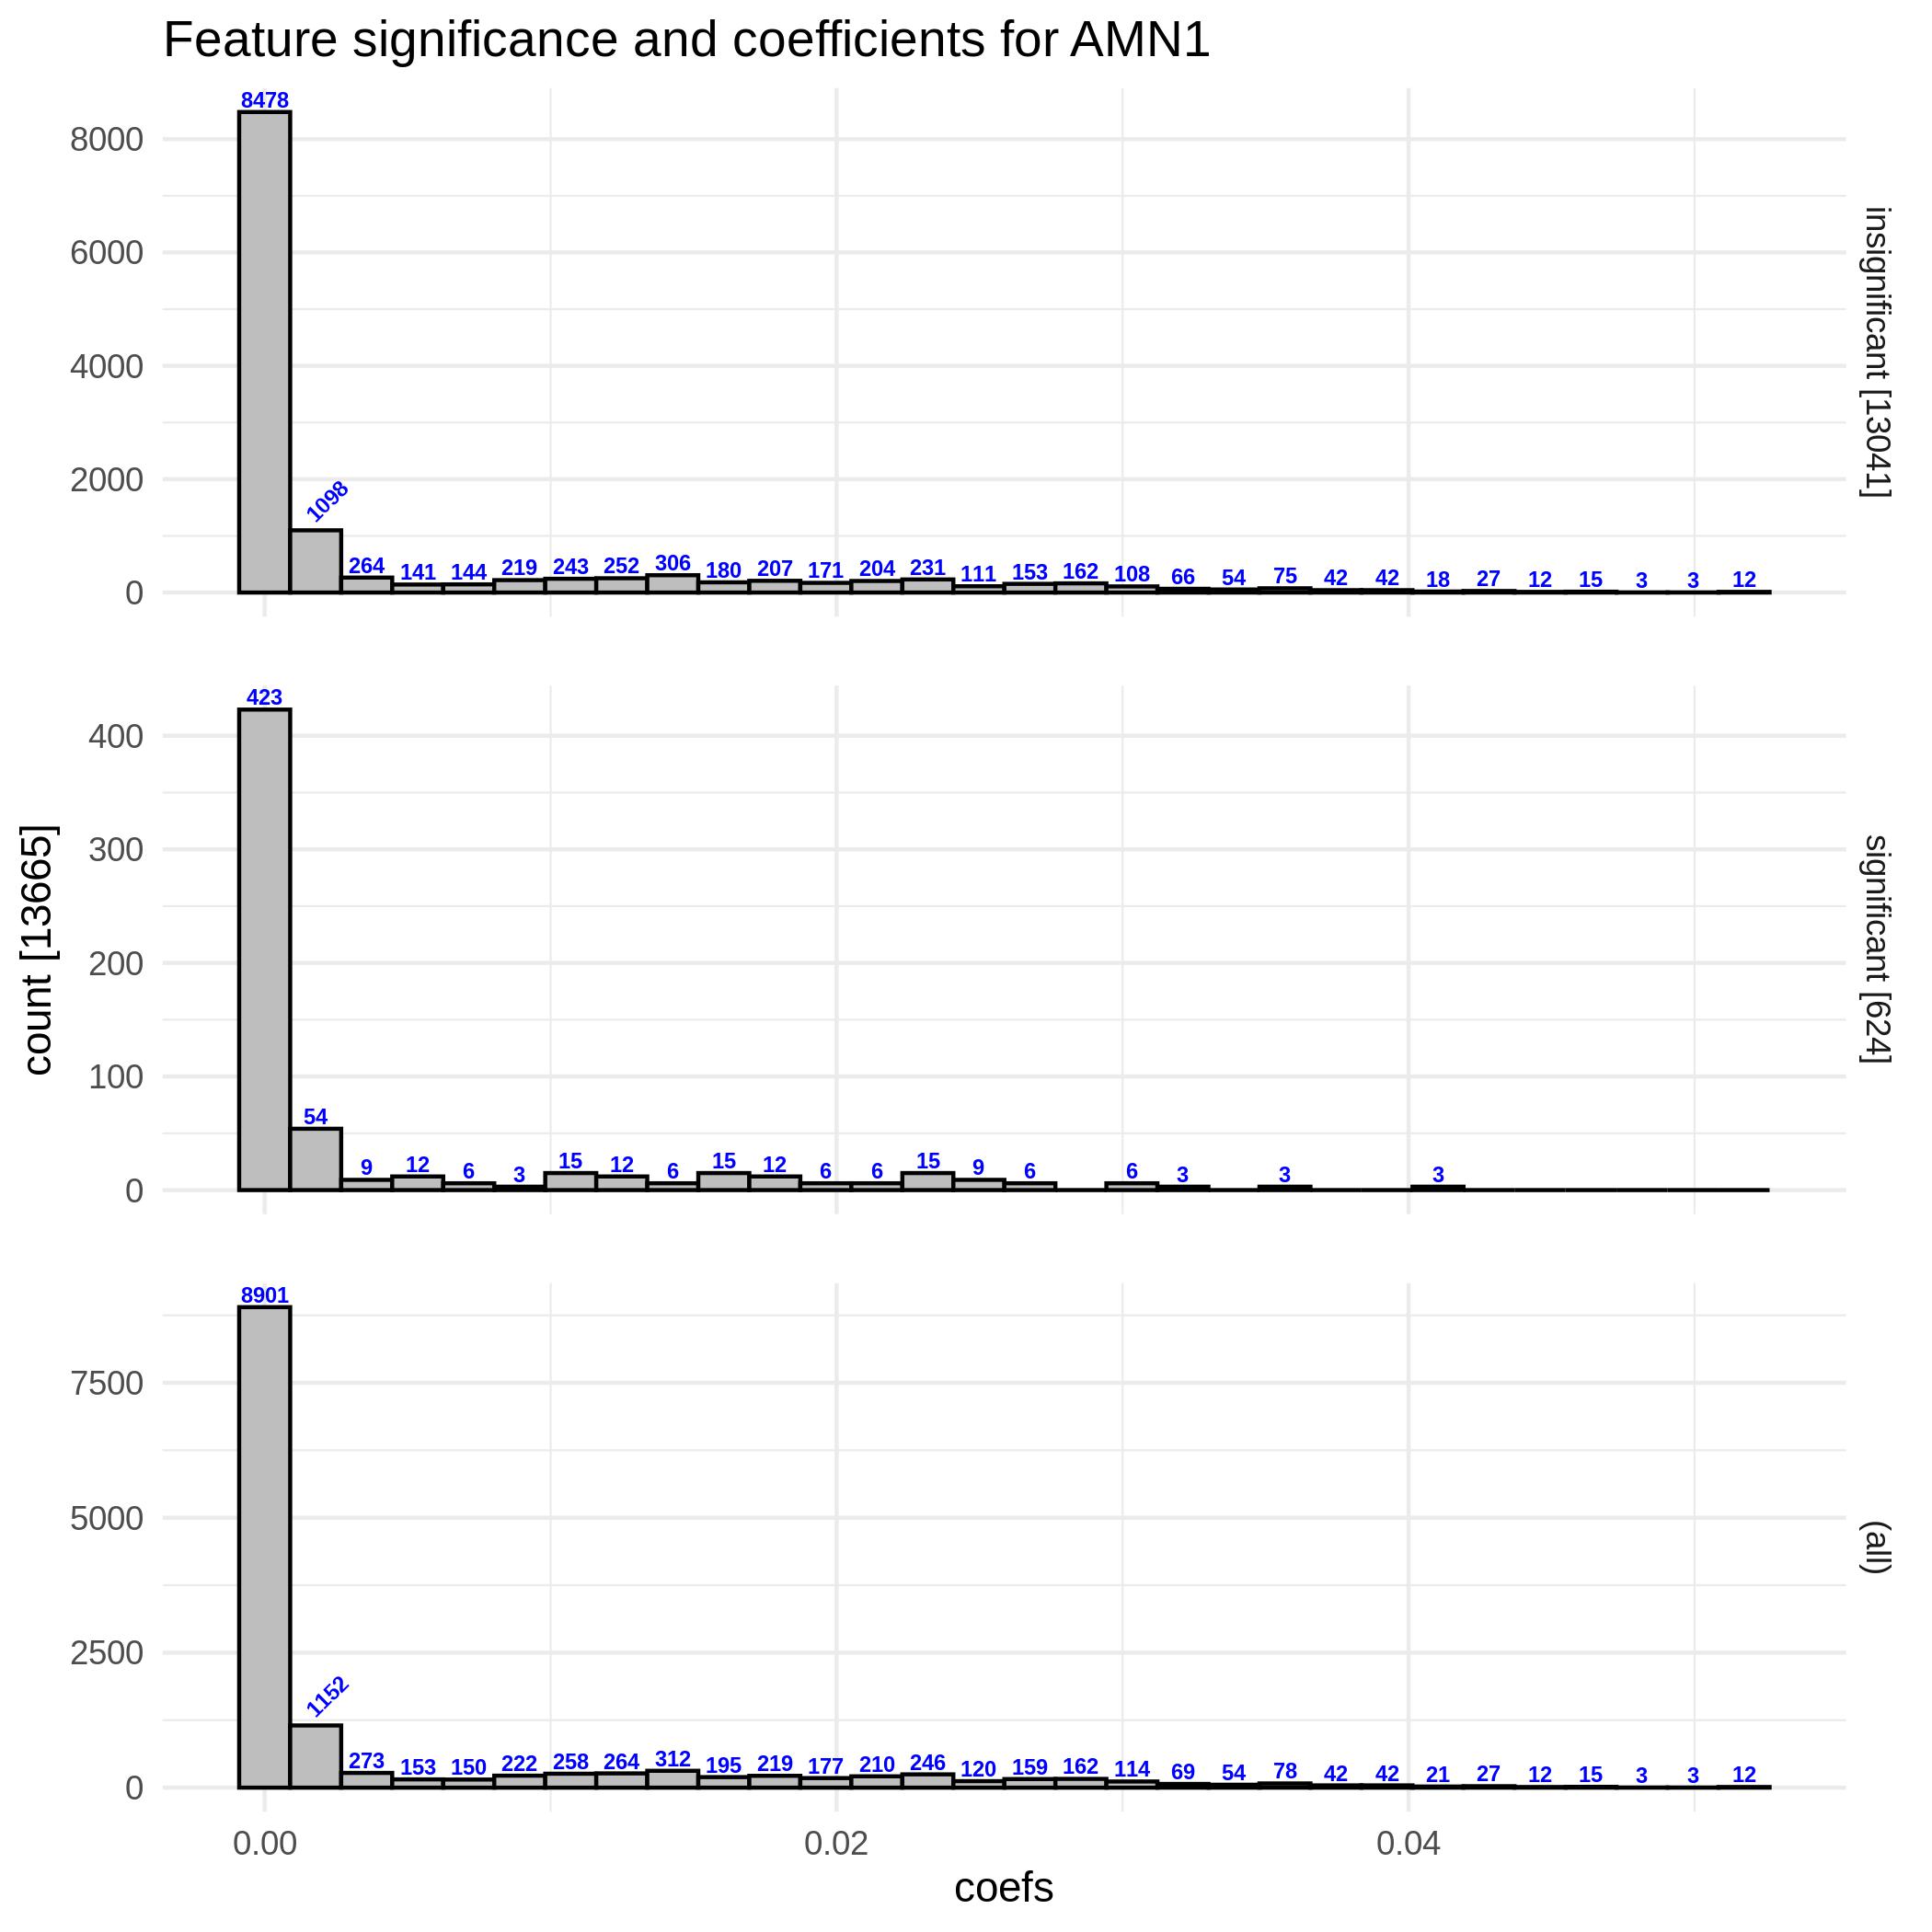 Feature significance and coefficients for AMN1
count [13665]
8478
8000
6000
4000
2000
0
1098
264 141 144 219 243 252 306 180 207 171 204 231 111 153 162 108 66 54 75 42 42 18 27 12 15 3 3 12
insignificant [13041]
423
400
300
200
100
0
54
9 12 6 3 15 12 6 15 12 6 6 15 9 6 6 3 3 3
significant [624]
8901
7500
5000
2500
0
1152
273 153 150 222 258 264 312 195 219 177 210 246 120 159 162 114 69 54 78 42 42 21 27 12 15 3 3 12
(all)
0.00 0.02 0.04
coefs